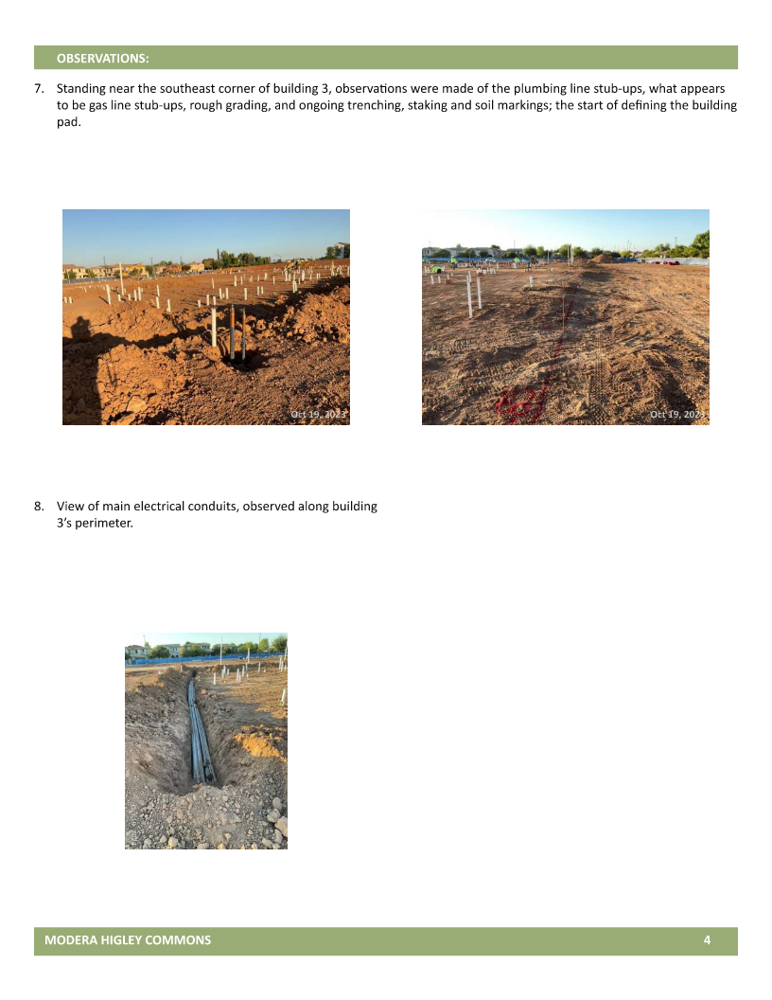 OBSERVATIONS:
7. Standing near the southeast corner of building 3, observations were made of the plumbing line stub-ups, what appears
to be gas line stub-ups, rough grading, and ongoing trenching, staking and soil markings; the start of defining the building
pad.
Oct 19, 2023
Oct 19, 2023
8. View of main electrical conduits, observed along building
3’s perimeter.
MODERA HIGLEY COMMONS 4